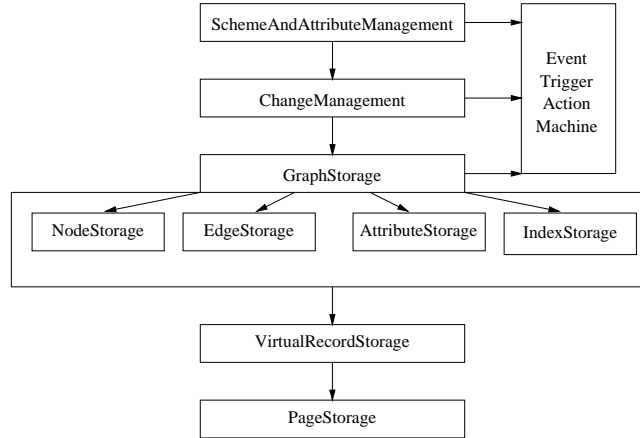 SchemeAndAttributeManagement
Event
Trigger
Action
Machine
ChangeManagement
GraphStorage
NodeStorage
EdgeStorage
AttributeStorage
IndexStorage
VirtualRecordStorage
PageStorage